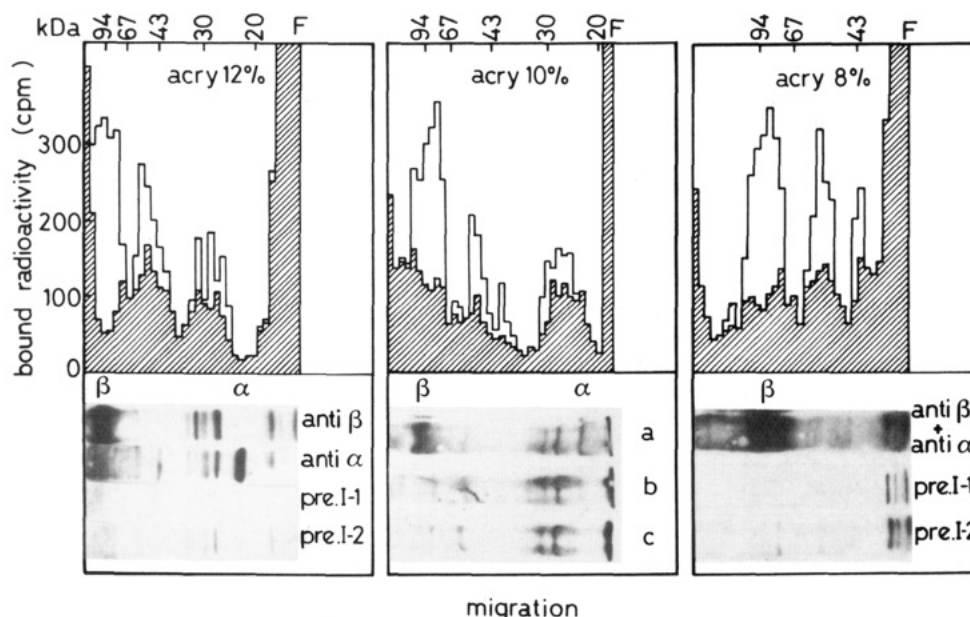 kDa 94 67 43 30 20 94 67 43 30 20 F 94 67 43 F
acry 12% acry 10% acry 8%
bound radioactivity (cpm)
300
200
100
0
β α β α β
anti β a anti β
+
anti α b anti α
pre.I-1 pre.I-1
pre.I-2 c pre.I-2
migration